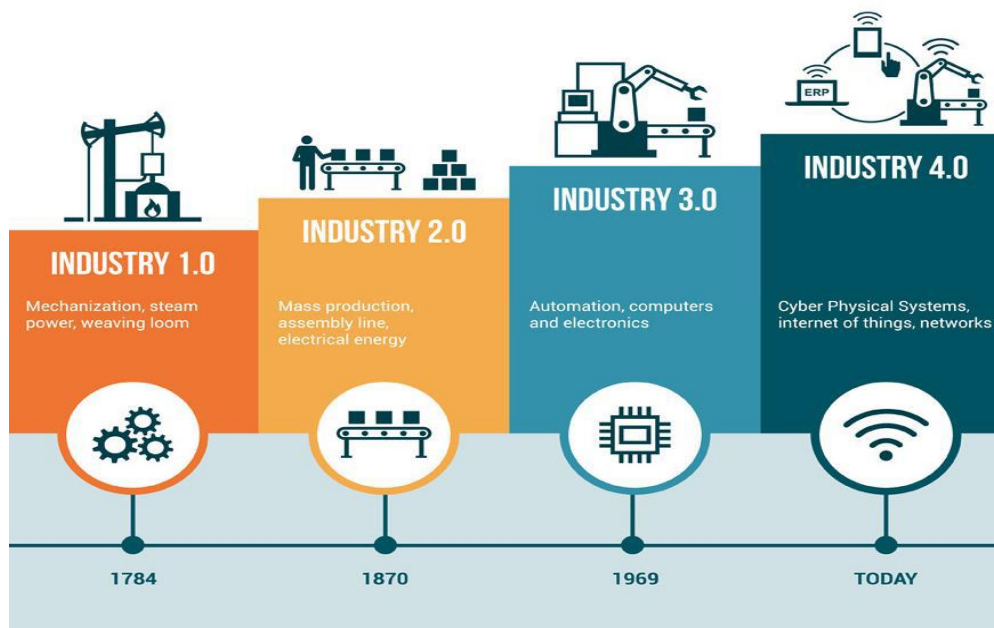 ERP
INDUSTRY 1.0
Mechanization, steam
power, weaving loom
INDUSTRY 2.0
Mass production,
assembly line,
electrical energy
INDUSTRY 3.0
Automation, computers
and electronics
INDUSTRY 4.0
Cyber Physical Systems,
internet of things, networks
1784
1870
1969
TODAY